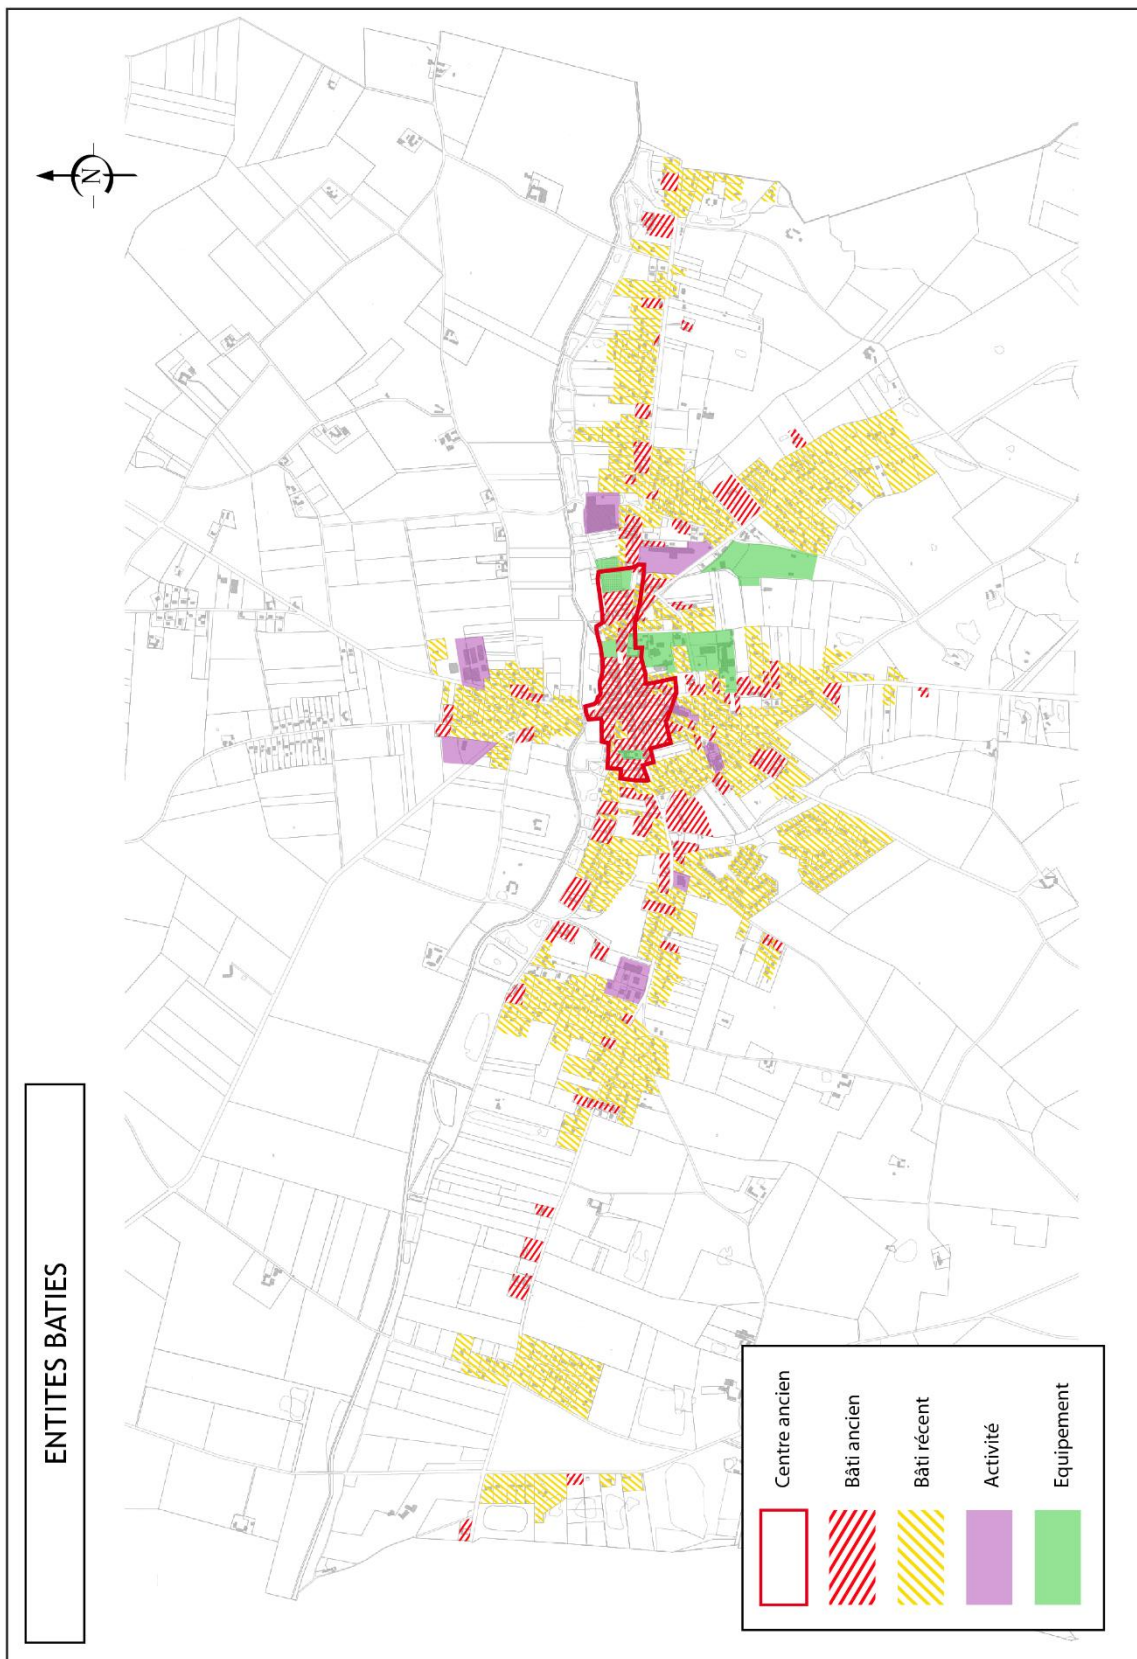 ENTITES BATIES
N
Centre ancien
Bâti ancien
Bâti récent
Activité
Equipement